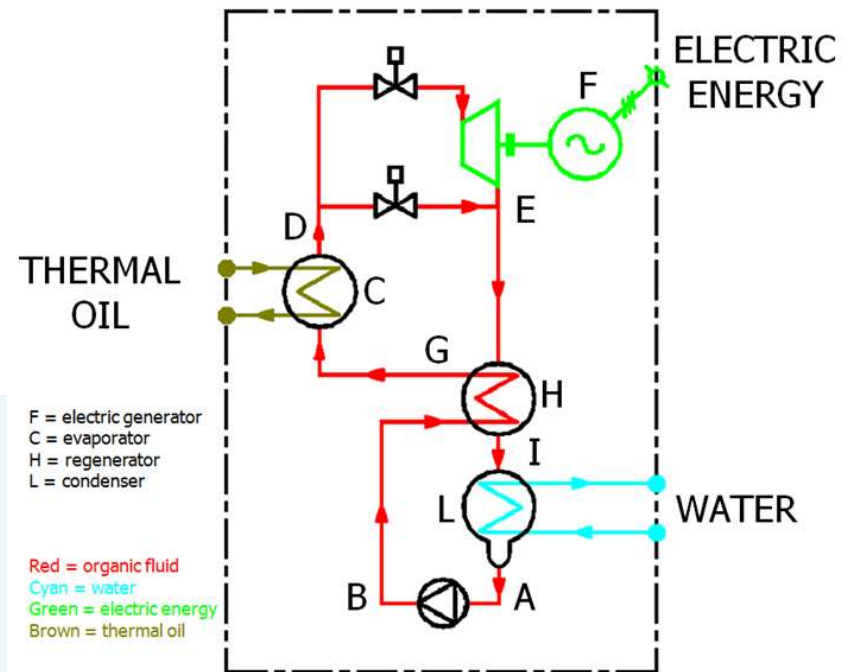 ELECTRIC
ENERGY
F
E
D
THERMAL
OIL
C
G
H
I
L
WATER
B
A
F = electric generator
C = evaporator
H = regenerator
L = condenser
Red = organic fluid
Cyan = water
Green = electric energy
Brown = thermal oil